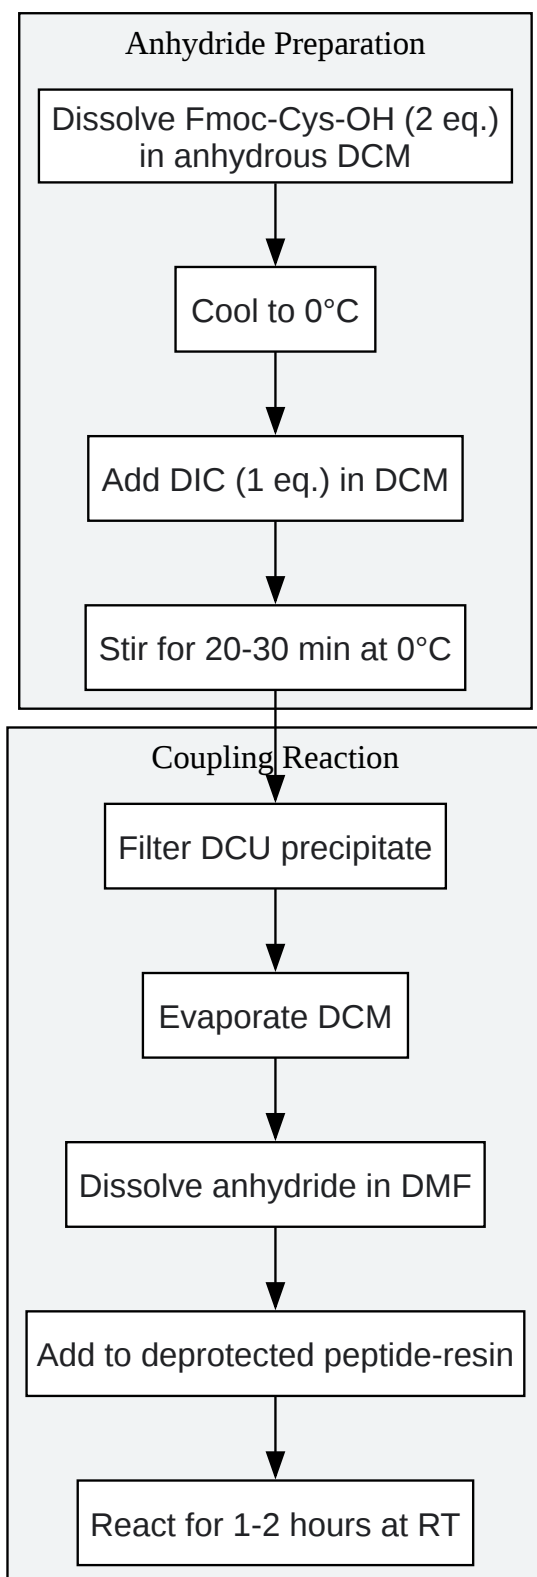 Anhydride Preparation
Dissolve Fmoc-Cys-OH (2 eq.)
in anhydrous DCM
Cool to 0°C
Add DIC (1 eq.) in DCM
Stir for 20-30 min at 0°C
Coupling Reaction
Filter DCU precipitate
Evaporate DCM
Dissolve anhydride in DMF
Add to deprotected peptide-resin
React for 1-2 hours at RT